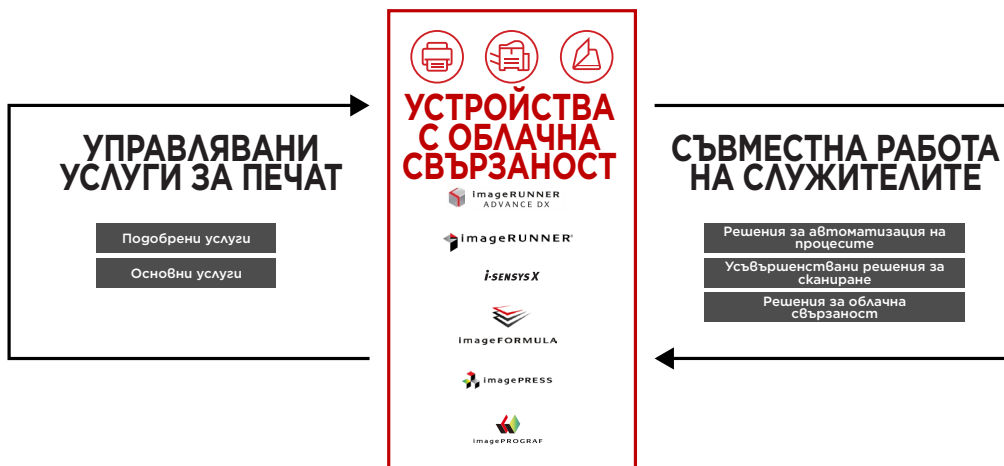 УПРАВЛЯВАНИ
УСЛУГИ ЗА ПЕЧАТ
Подобрени услуги
Основни услуги
УСТРОЙСТВА
С ОБЛАЧНА
СВЪРЗАНОСТ
imageRUNNER
ADVANCE DX
imageRUNNER
i-SENSYS X
imageFORMULA
imagePRESS
imagePROGRAF
СЪВМЕСТНА РАБОТА
НА СЛУЖИТЕЛИТЕ
Решения за автоматизация на
процесите
Усъвършенствани решения за
сканиране
Решения за облачна
свързаност